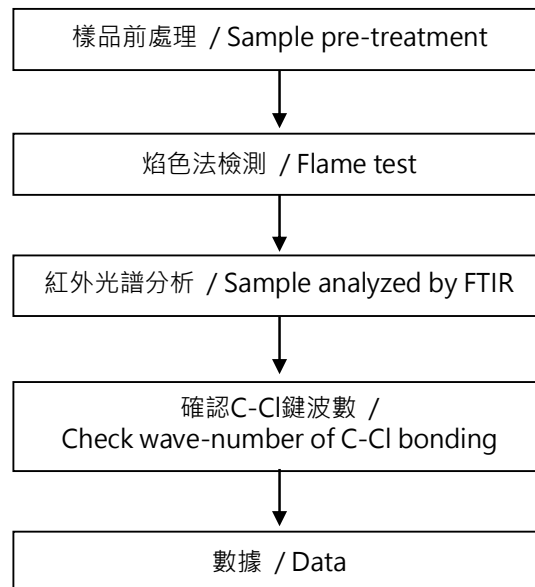 樣品前處理 / Sample pre-treatment
焰色法檢測 / Flame test
紅外光譜分析 / Sample analyzed by FTIR
確認C-Cl鍵波數 /
Check wave-number of C-Cl bonding
數據 / Data